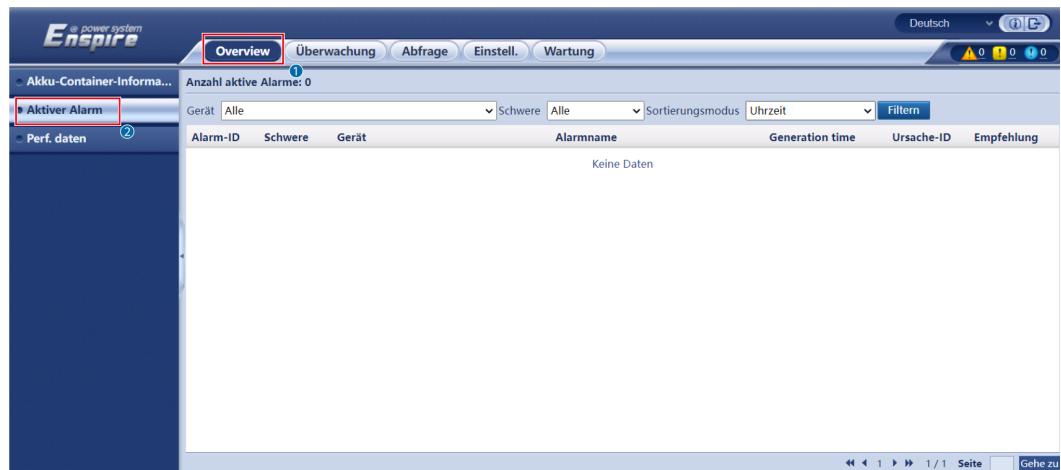 Deutsch
@ power system
Enspire
Overview Überwachung Abfrage Einstell. Wartung
0 0 0
Akku-Container-Informa...
Aktiver Alarm
Perf. daten
1
2
Anzahl aktive Alarme: 0
Gerät Alle Schwere Alle Sortierungsmodus Uhrzeit Filtern
Alarm-ID Schwere Gerät Alarmname Generation time Ursache-ID Empfehlung
Keine Daten
1 1 / 1 Seite Gehe zu